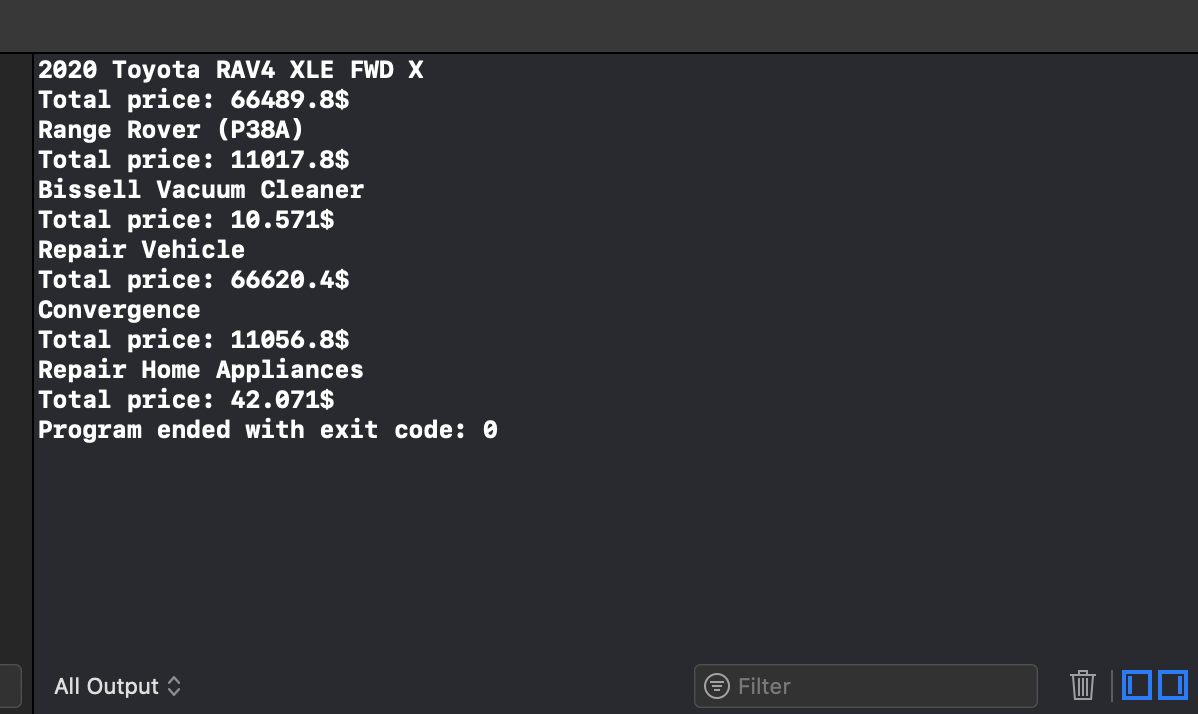 2020 Toyota RAV4 XLE FWD X
Total price: 66489.8$
Range Rover (P38A)
Total price: 11017.8$
Bissell Vacuum Cleaner
Total price: 10.571$
Repair Vehicle
Total price: 66620.4$
Convergence
Total price: 11056.8$
Repair Home Appliances
Total price: 42.071$
Program ended with exit code: 0
All Output
Filter